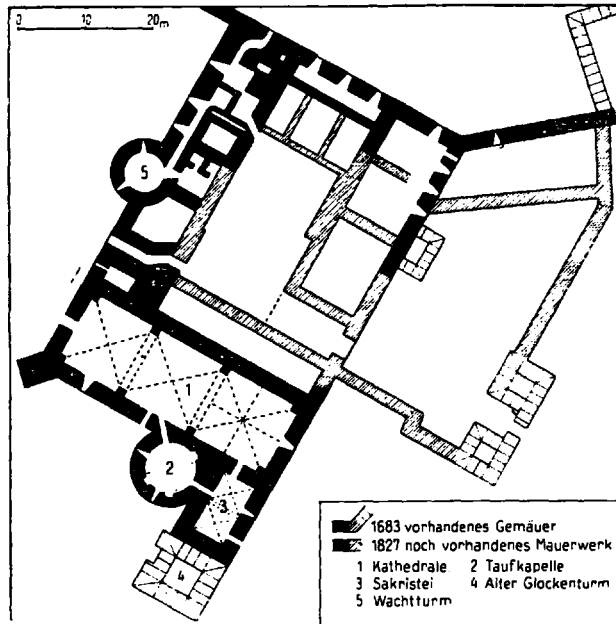 0 10 20m
5
1
2
3
4
1683 vorhandenes Gemäuer
1827 noch vorhandenes Mauerwerk
1 Kathedrale 2 Taufkapelle
3 Sakristei 4 Alter Glockenturm
5 Wachtturm